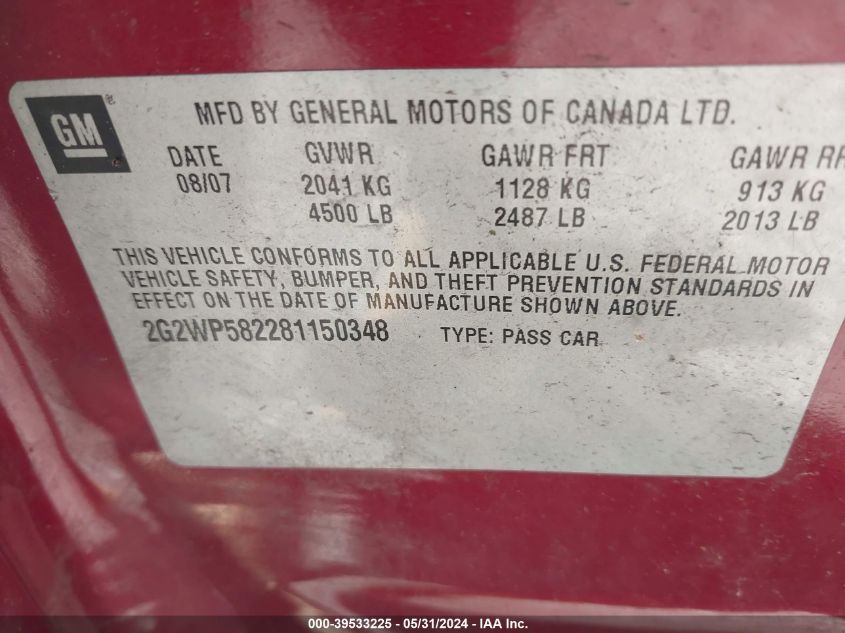 GM
MFD BY GENERAL MOTORS OF CANADA LTD.
DATE GVWR GAWR FRT GAWR RR
08/07 2041 KG 1128 KG 913 KG
4500 LB 2487 LB 2013 LB
THIS VEHICLE CONFORMS TO ALL APPLICABLE U.S. FEDERAL MOTOR
VEHICLE SAFETY, BUMPER, AND THEFT PREVENTION STANDARDS IN
EFFECT ON THE DATE OF MANUFACTURE SHOWN ABOVE.
2G2WP582281150348 TYPE: PASS CAR
000-39533225 - 05/31/2024 - IAA Inc.